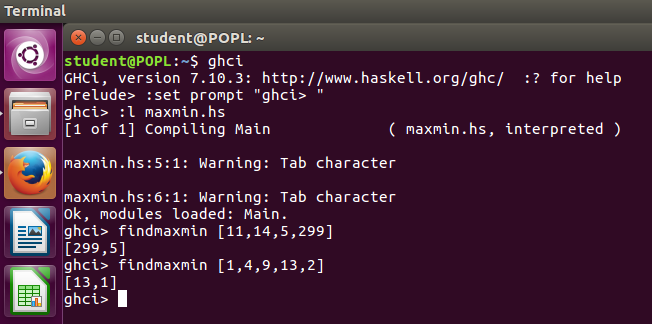 Terminal
student@POPL: ~
student@POPL:~$ ghci
GHCi, version 7.10.3: http://www.haskell.org/ghc/  :? for help
Prelude> :set prompt "ghci> "
ghci> :l maxmin.hs
[1 of 1] Compiling Main             ( maxmin.hs, interpreted )
maxmin.hs:5:1: Warning: Tab character
maxmin.hs:6:1: Warning: Tab character
Ok, modules loaded: Main.
ghci> findmaxmin [11,14,5,299]
[299,5]
ghci> findmaxmin [1,4,9,13,2]
[13,1]
ghci>